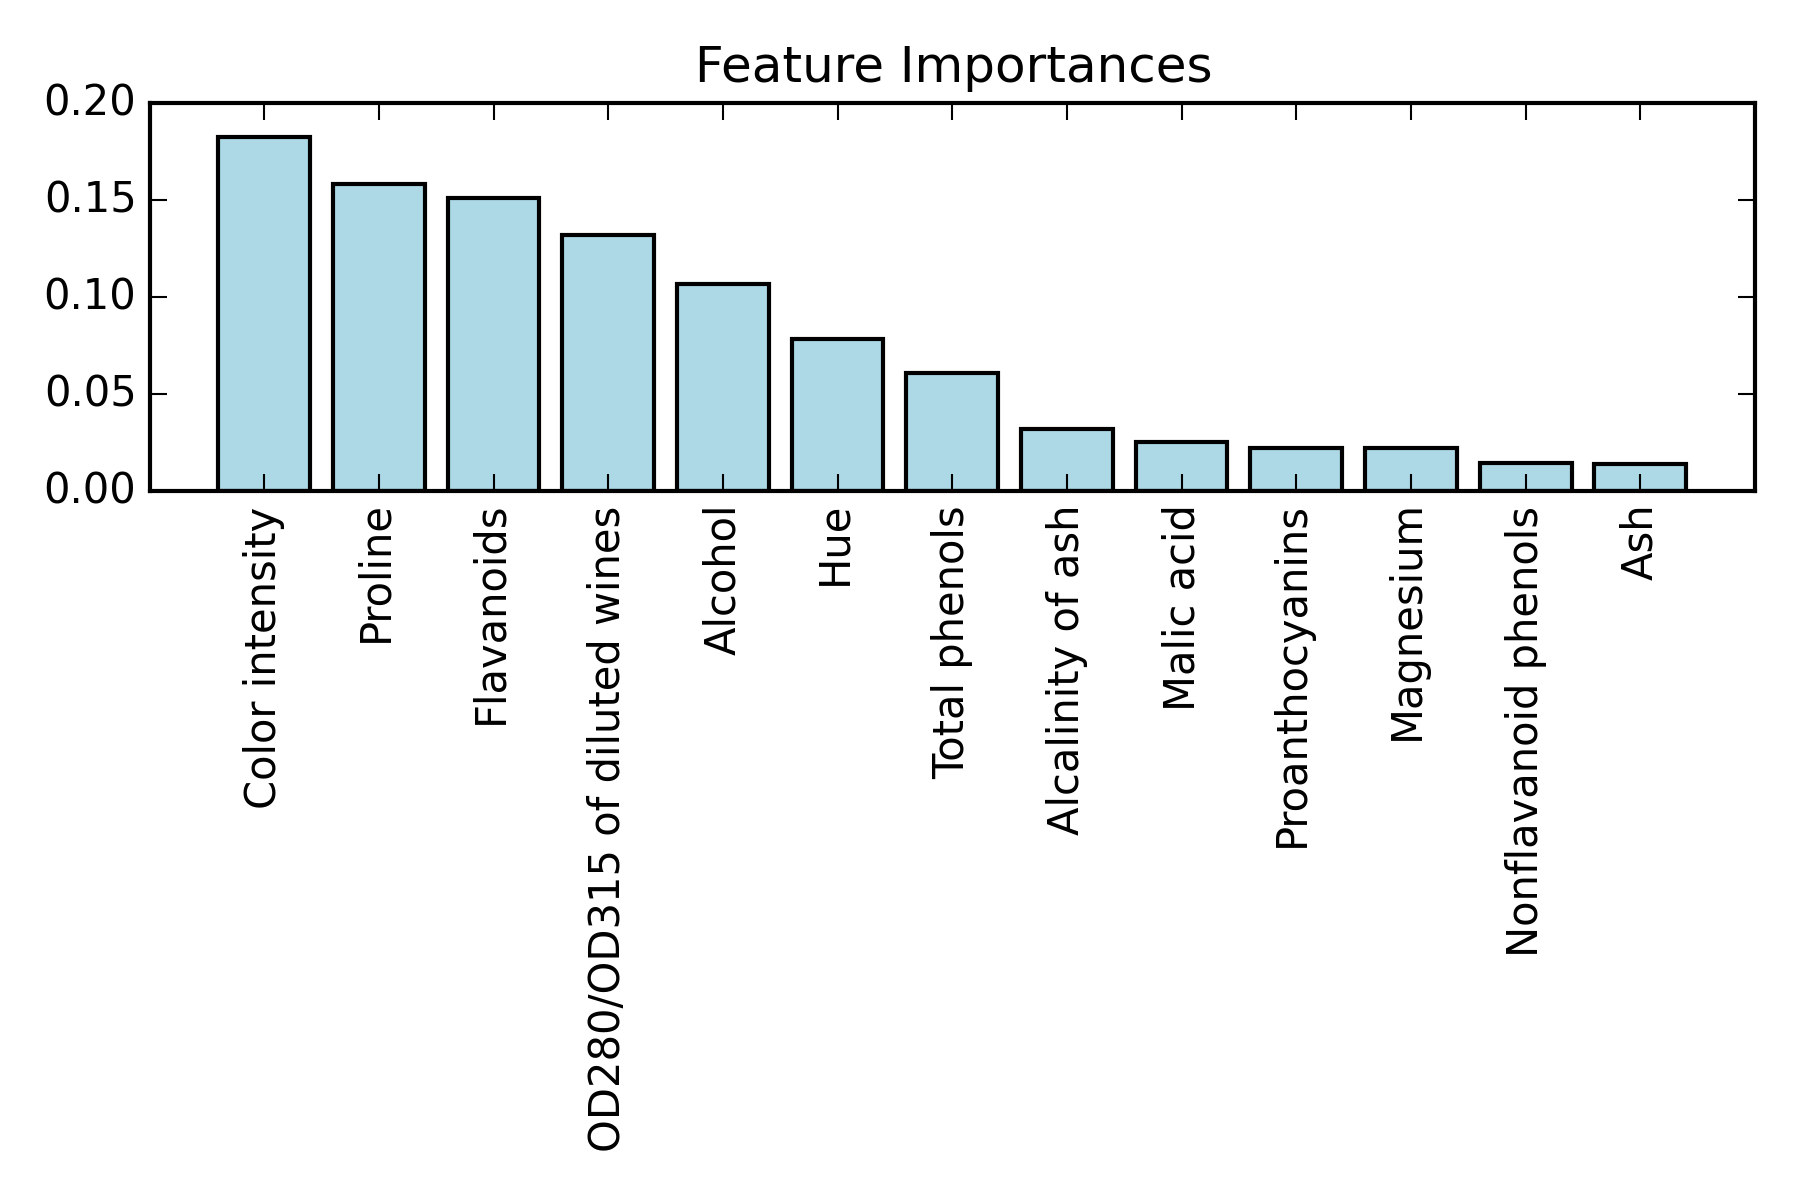 Feature Importances
0.20
0.15
0.10
0.05
0.00
Color intensity
Proline
Flavanoids
OD280/OD315 of diluted wines
Alcohol
Hue
Total phenols
Alcalinity of ash
Malic acid
Proanthocyanins
Magnesium
Nonflavanoid phenols
Ash